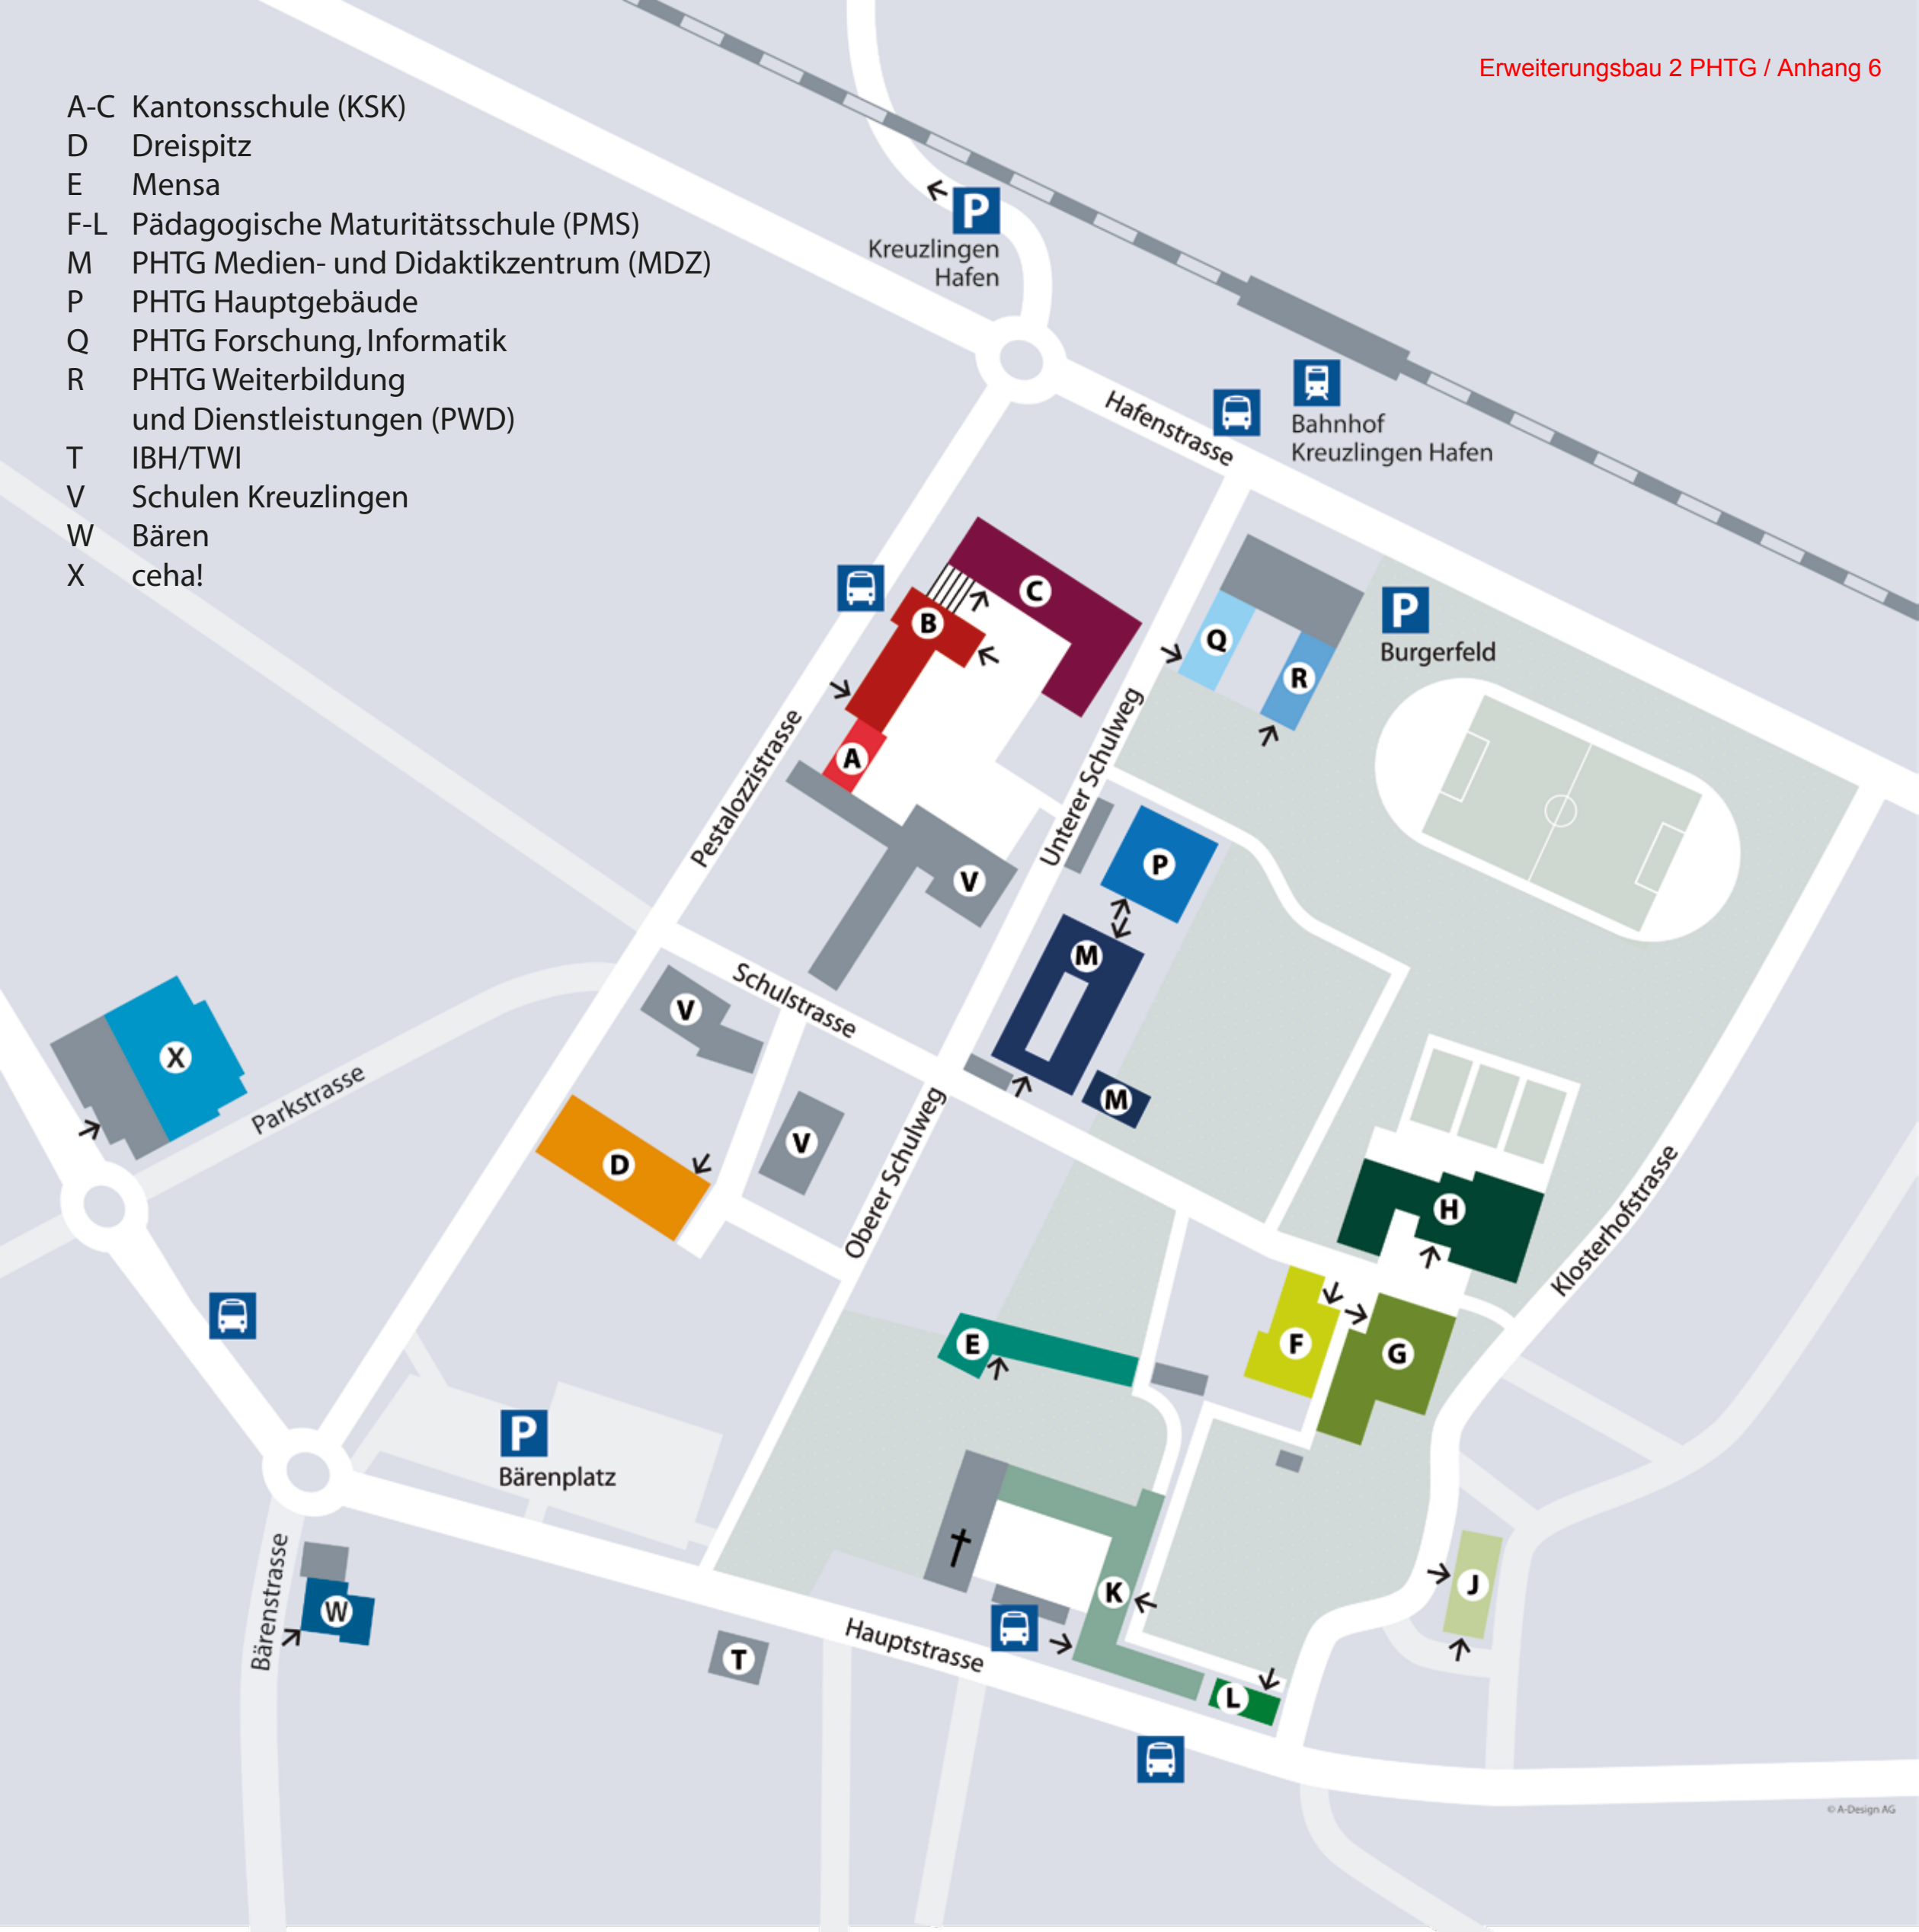 Erweiterungsbau 2 PHTG / Anhang 6
A-C Kantonsschule (KSK)
D Dreispitz
E Mensa
F-L Pädagogische Maturitätsschule (PMS)
M PHTG Medien- und Didaktikzentrum (MDZ)
P PHTG Hauptgebäude
Q PHTG Forschung, Informatik
R PHTG Weiterbildung
und Dienstleistungen (PWD)
T IBH/TWI
V Schulen Kreuzlingen
W Bären
X ceha!
P
Kreuzlingen
Hafen
Hafenstrasse
Bahnhof
Kreuzlingen Hafen
C
B
A
Q
R
P
Burgerfeld
Pestalozzistrasse
Unterer Schulweg
P
V
M
V
Schulstrasse
X
Parkstrasse
M
V
D
Oberer Schulweg
H
Klosterhofstrasse
E
F
G
P
Bärenplatz
Bärenstrasse
W
K
J
T
Hauptstrasse
L
© A-Design AG